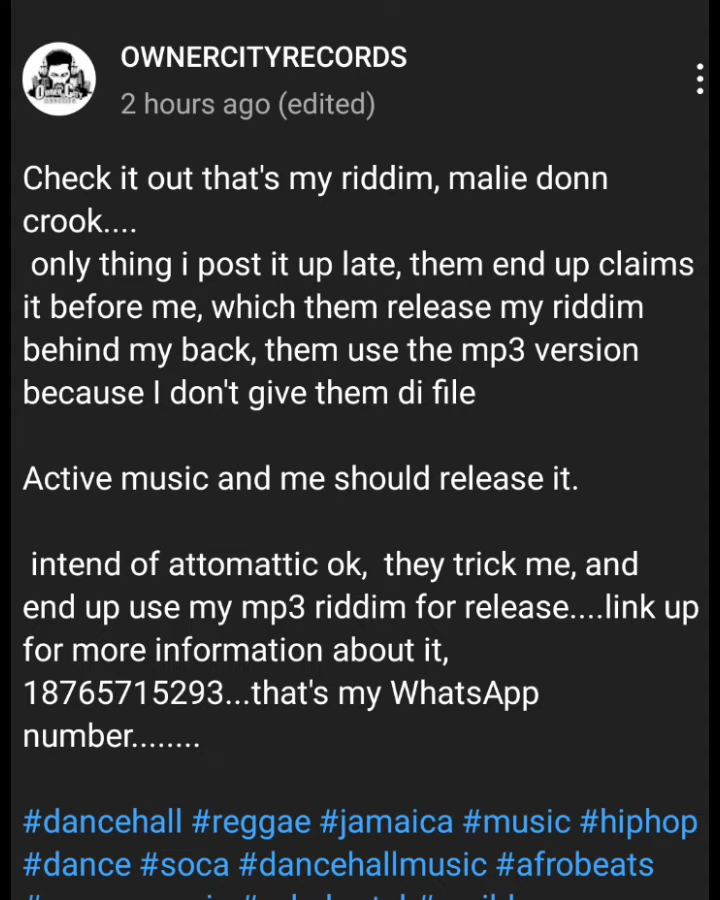 OWNERCITYRECORDS
2 hours ago (edited)
Check it out that's my riddim, malie donn
crook....
only thing i post it up late, them end up claims
it before me, which them release my riddim
behind my back, them use the mp3 version
because I don't give them di file
Active music and me should release it.
intend of attomattic ok,  they trick me, and
end up use my mp3 riddim for release....link up
for more information about it,
18765715293...that's my WhatsApp
number........
#dancehall #reggae #jamaica #music #hiphop
#dance #soca #dancehallmusic #afrobeats